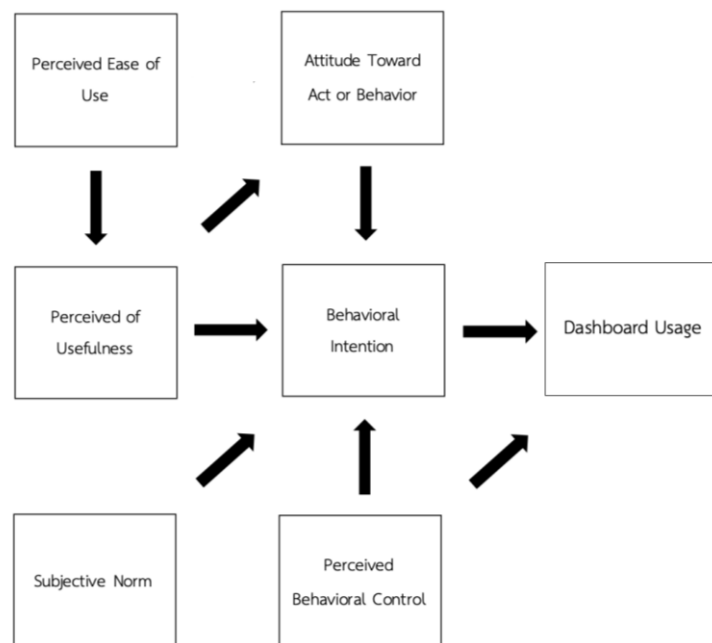 Perceived Ease of
Use
Attitude Toward
Act or Behavior
Perceived of
Usefulness
Behavioral
Intention
Dashboard Usage
Subjective Norm
Perceived
Behavioral Control